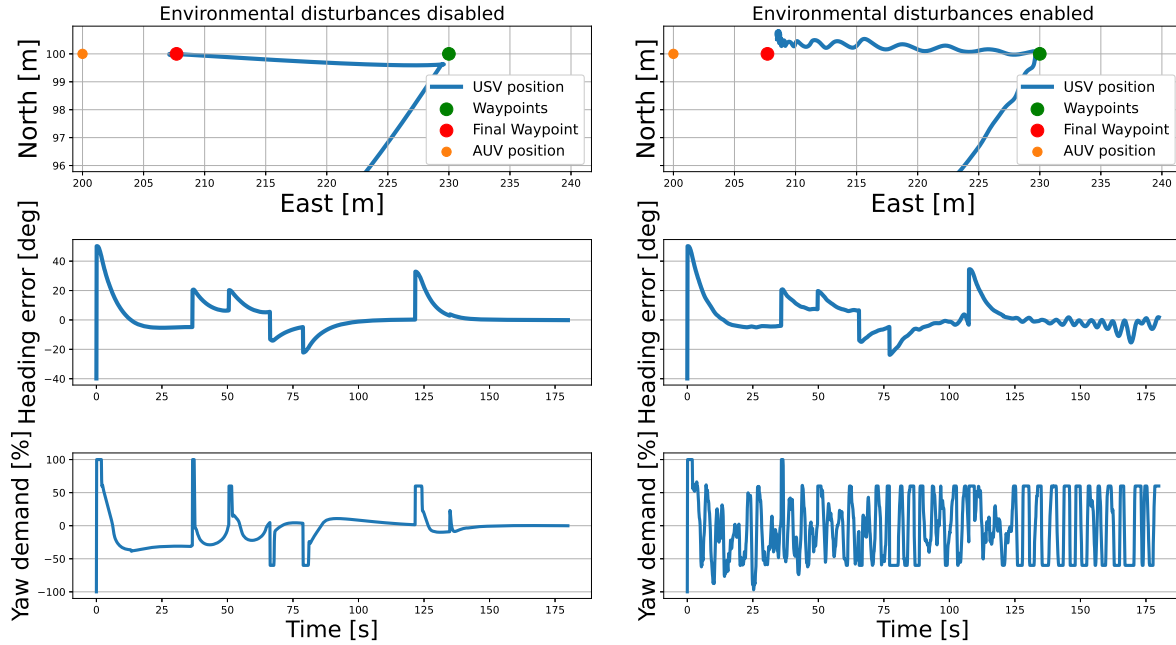 Environmental disturbances disabled
Environmental disturbances enabled
North [m]
100
99
98
97
96
USV position
Waypoints
Final Waypoint
AUV position
200 205 210 215 220 225 230 235 240
East [m]
North [m]
USV position
Waypoints
Final Waypoint
AUV position
200 205 210 215 220 225 230 235 240
East [m]
Heading error [deg]
40
20
0
−20
−40
0 25 50 75 100 125 150 175
Heading error [deg]
0 25 50 75 100 125 150 175
Yaw demand [%]
100
50
0
−50
−100
0 25 50 75 100 125 150 175
Time [s]
Yaw demand [%]
0 25 50 75 100 125 150 175
Time [s]